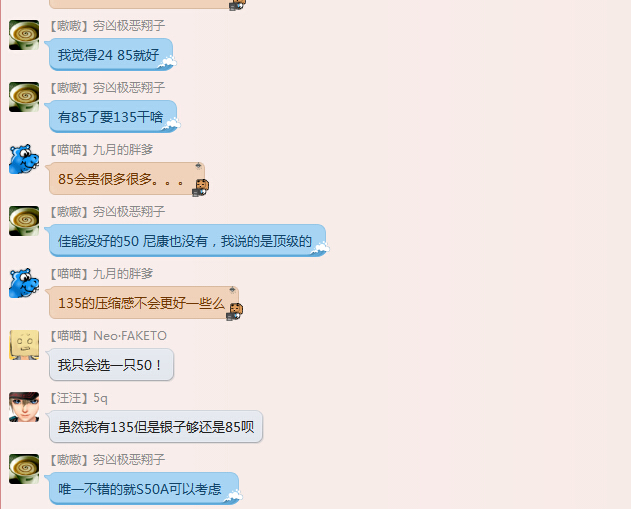 【嗷嗷】穷凶极恶翔子
我觉得24 85就好
【嗷嗷】穷凶极恶翔子
有85了要135干啥
【喵喵】九月的胖爹
85会贵很多很多。。。
【嗷嗷】穷凶极恶翔子
佳能没好的50 尼康也没有，我说的是顶级的
【喵喵】九月的胖爹
135的压缩感不会更好一些么
【喵喵】Neo·FAKETO
我只会选一只50！
【汪汪】5q
虽然我有135但是银子够还是85呗
【嗷嗷】穷凶极恶翔子
唯一不错的就S50A可以考虑